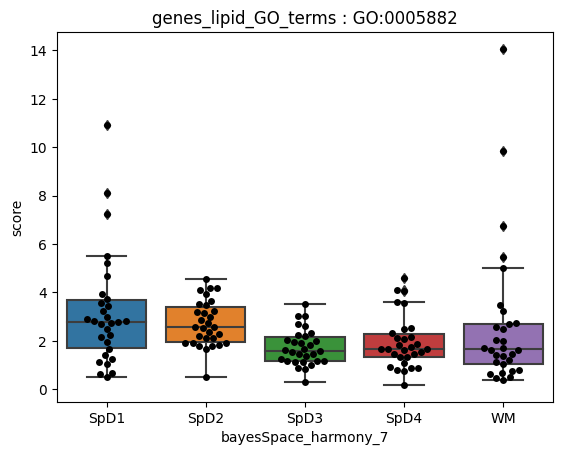 genes_lipid_GO_terms : GO:0005882
14
12
10
8
6
4
2
0
score
SpD1 SpD2 SpD3 SpD4 WM
bayesSpace_harmony_7